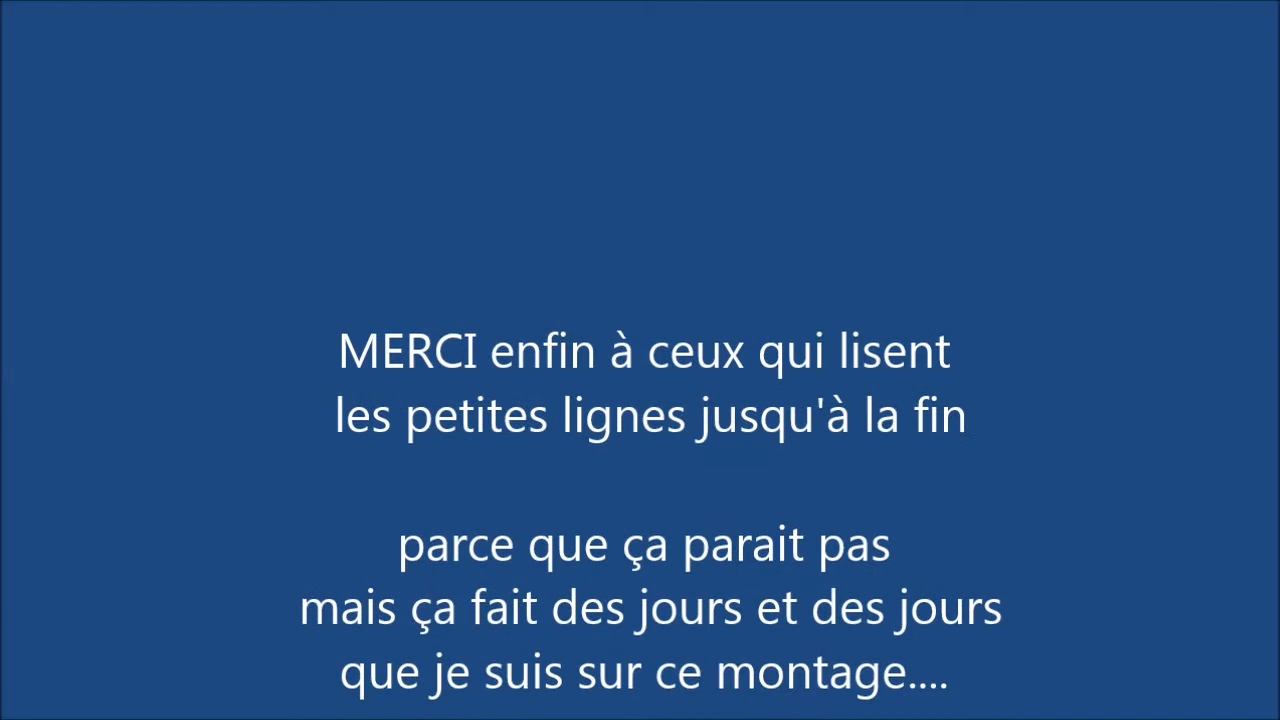 MERCI enfin à ceux qui lisent
les petites lignes jusqu'à la fin
parce que ça parait pas
mais ça fait des jours et des jours
que je suis sur ce montage....